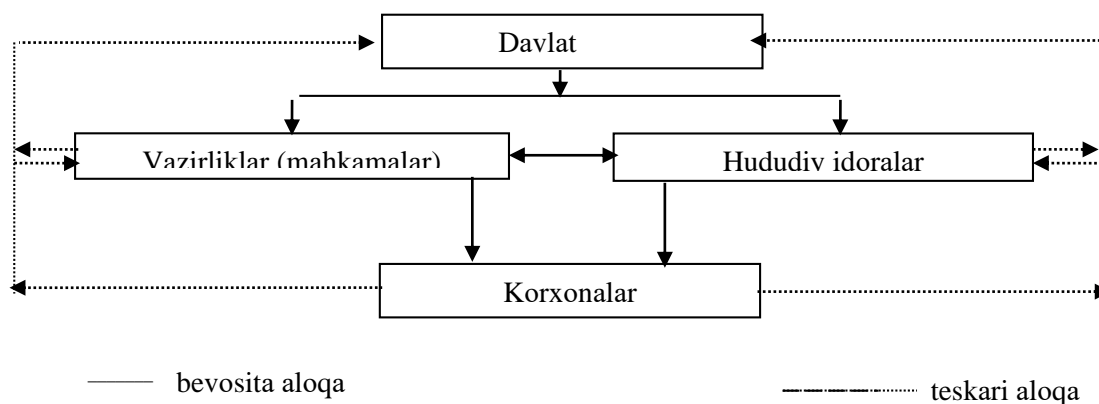 Davlat
Vazirliklar (mahkamalar)
Hududiy idoralar
Korxonalar
bevosita aloqa
teskari aloqa